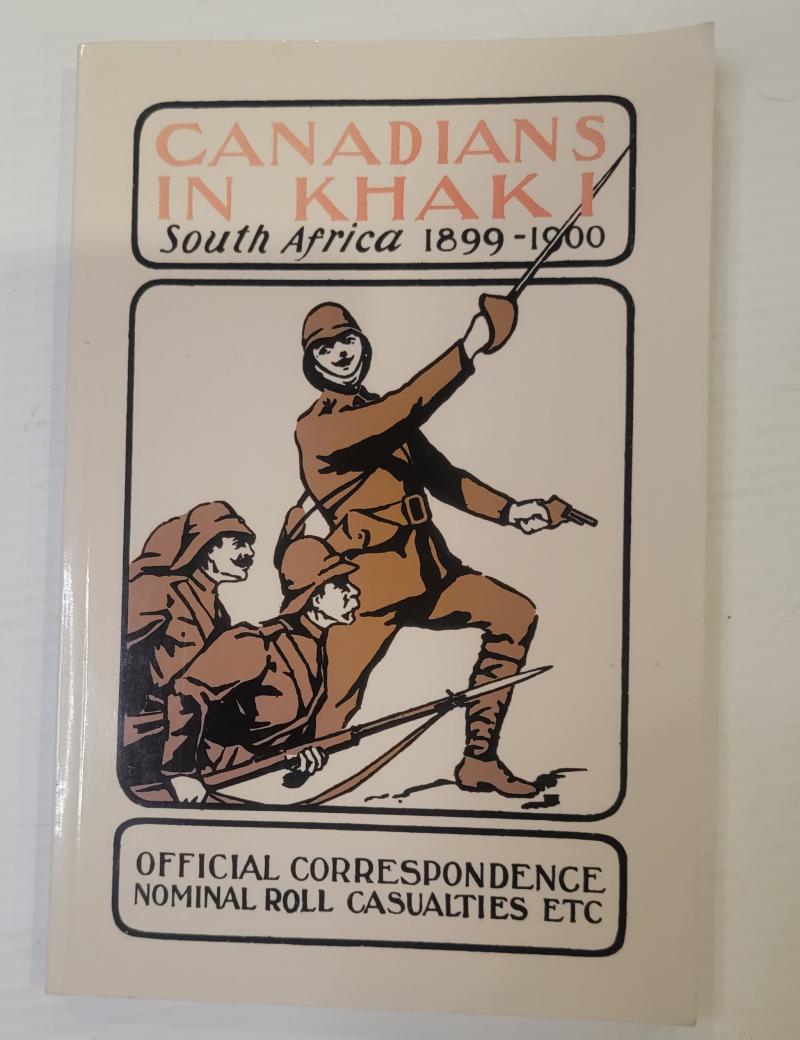 CANADIANS
IN KHAKI
South Africa 1899-1900
OFFICIAL CORRESPONDENCE
NOMINAL ROLL CASUALTIES ETC